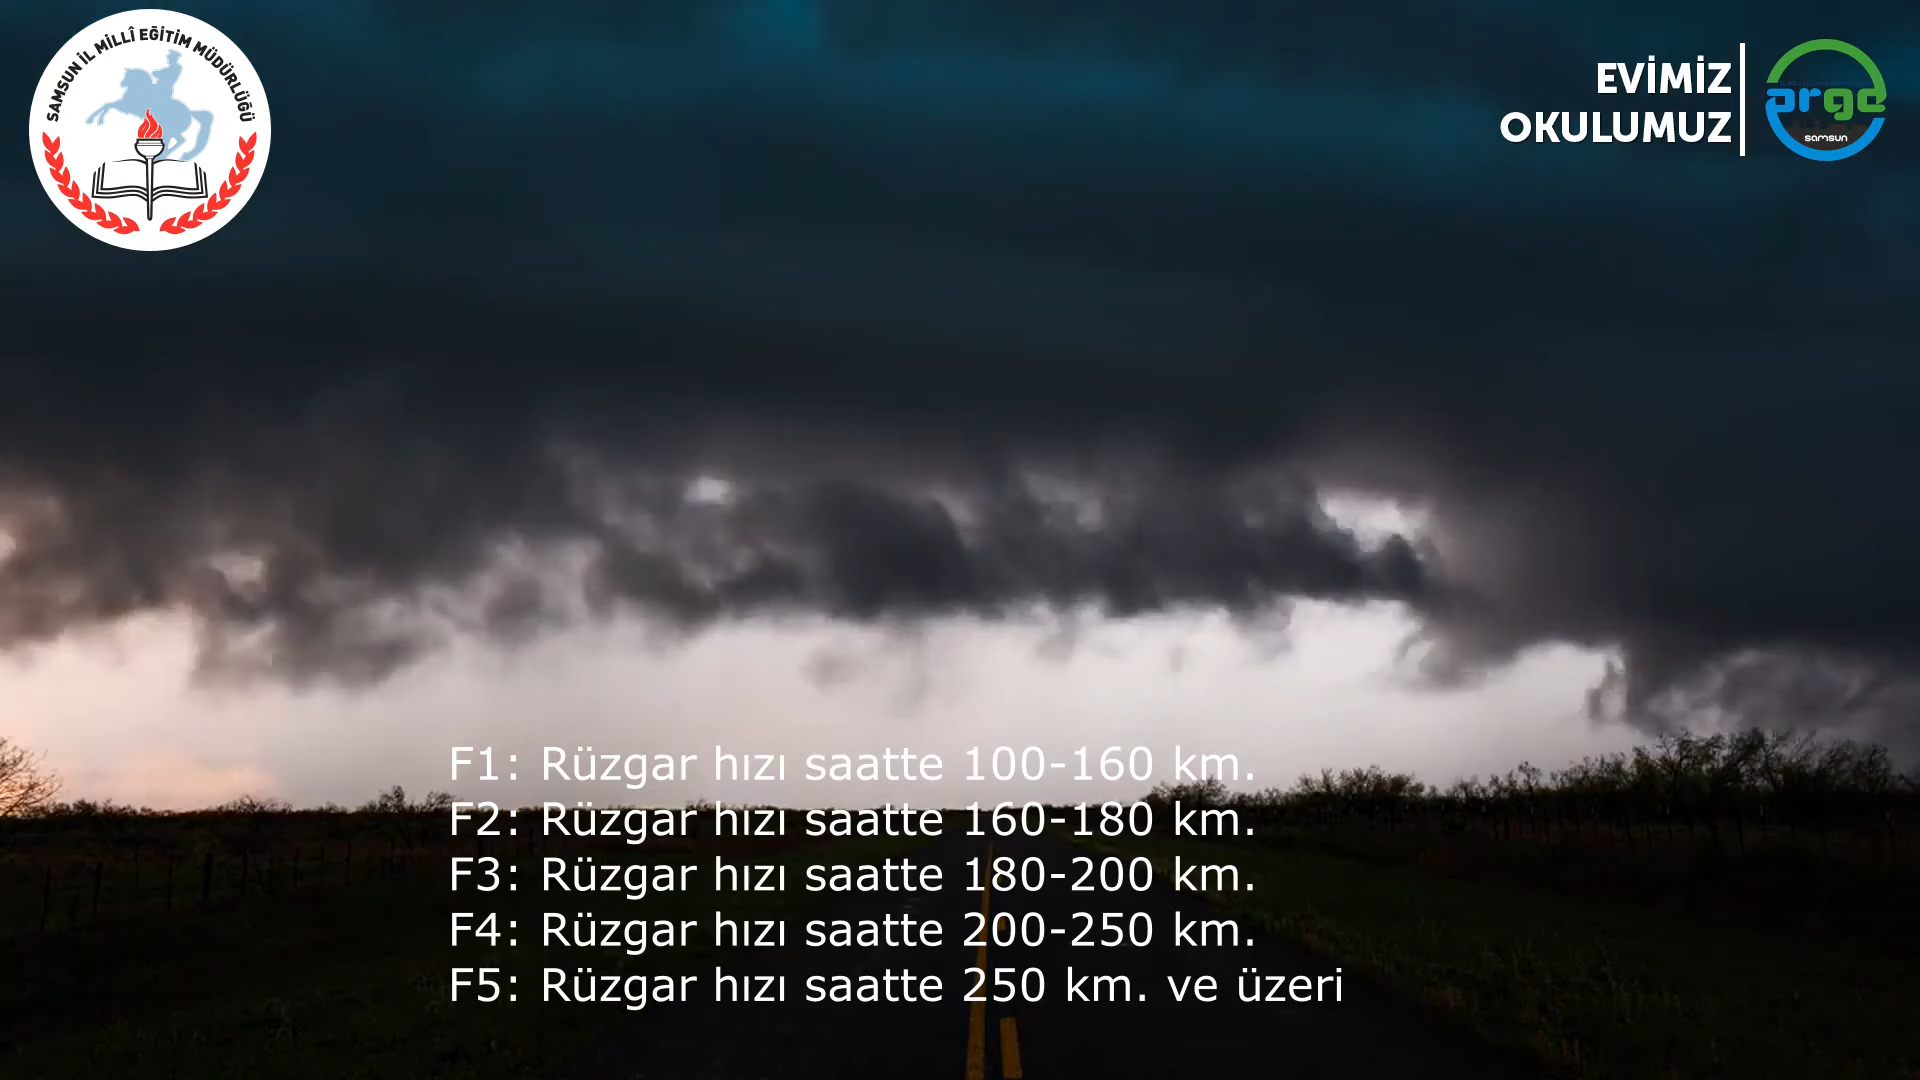 SAMSUN İL MİLLÎ EĞİTİM MÜDÜRLÜĞÜ
EVİMİZ
OKULUMUZ
arge
samsun
F1: Rüzgar hızı saatte 100-160 km.
F2: Rüzgar hızı saatte 160-180 km.
F3: Rüzgar hızı saatte 180-200 km.
F4: Rüzgar hızı saatte 200-250 km.
F5: Rüzgar hızı saatte 250 km. ve üzeri